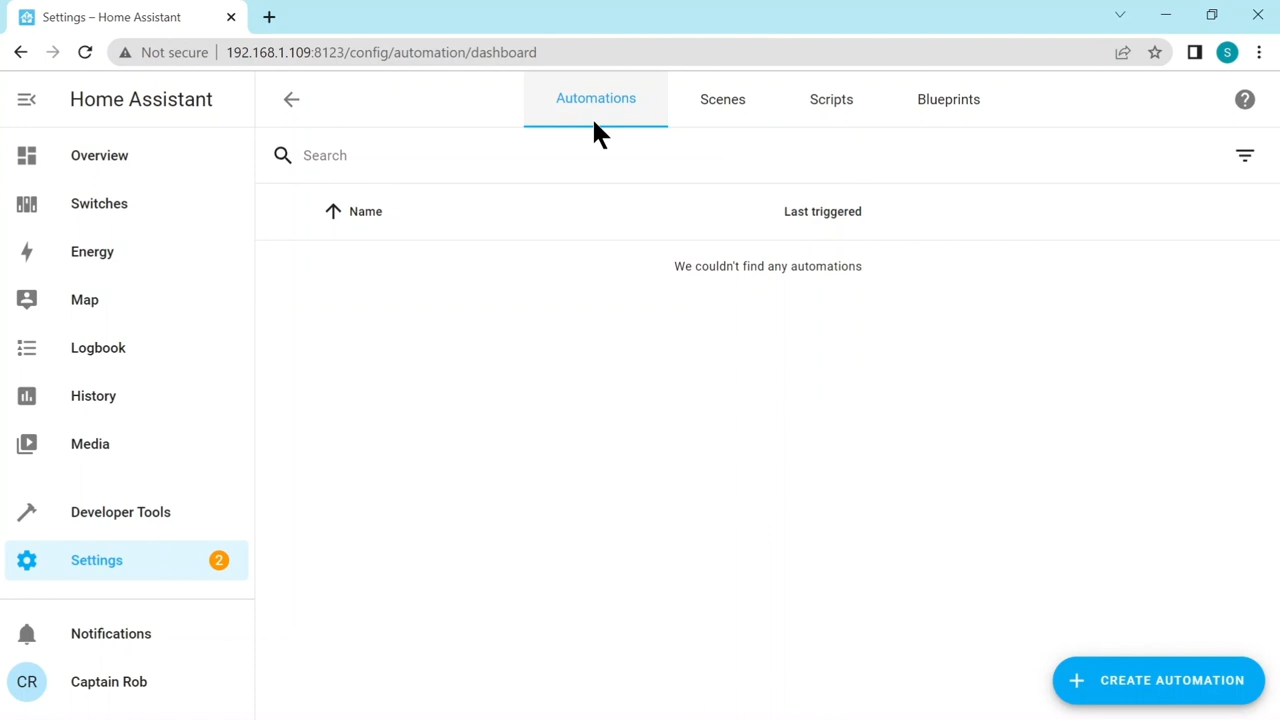 Settings – Home Assistant
Not secure
192.168.1.109:8123/config/automation/dashboard
S
Home Assistant
Automations
Scenes
Scripts
Blueprints
Overview
Search
Switches
Name
Last triggered
Energy
We couldn't find any automations
Map
Logbook
History
Media
Developer Tools
Settings
2
Notifications
CR
Captain Rob
CREATE AUTOMATION